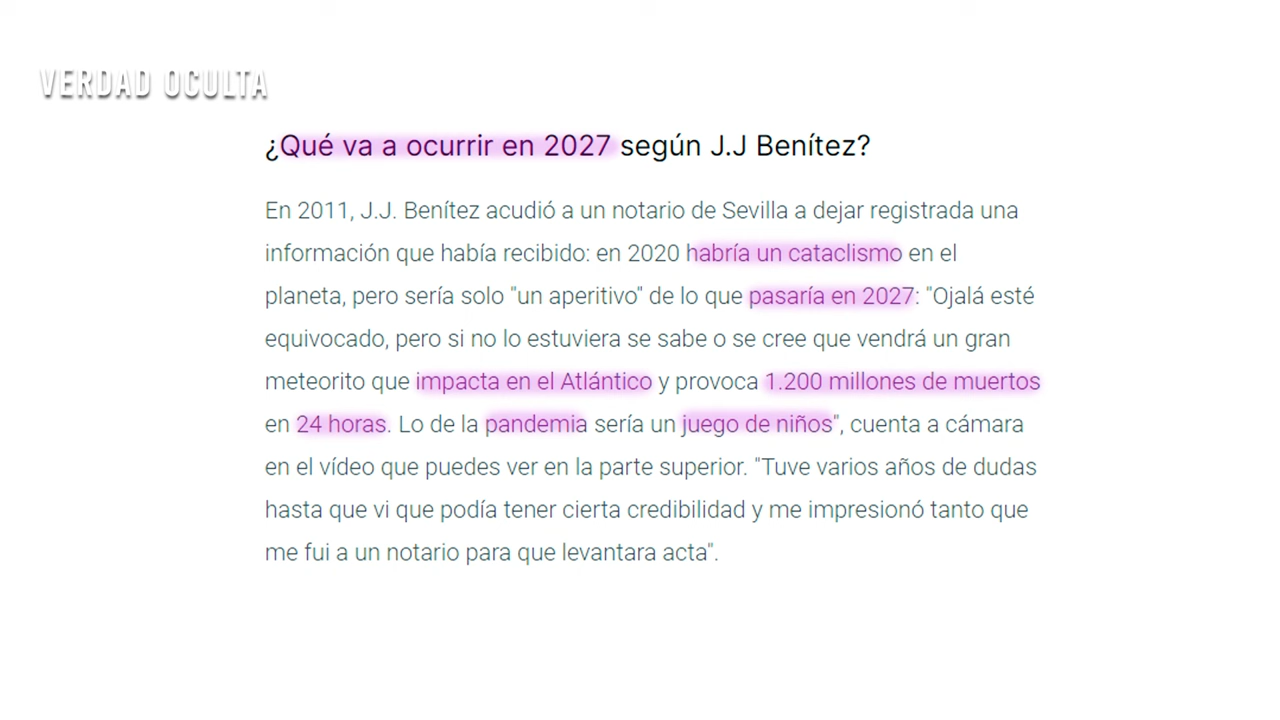 VERDAD OCULTA
¿Qué va a ocurrir en 2027 según J.J Benítez?
En 2011, J.J. Benítez acudió a un notario de Sevilla a dejar registrada una
información que había recibido: en 2020 habría un cataclismo en el
planeta, pero sería solo "un aperitivo" de lo que pasaría en 2027: "Ojalá esté
equivocado, pero si no lo estuviera se sabe o se cree que vendrá un gran
meteorito que impacta en el Atlántico y provoca 1.200 millones de muertos
en 24 horas. Lo de la pandemia sería un juego de niños", cuenta a cámara
en el vídeo que puedes ver en la parte superior. "Tuve varios años de dudas
hasta que vi que podía tener cierta credibilidad y me impresionó tanto que
me fui a un notario para que levantara acta".